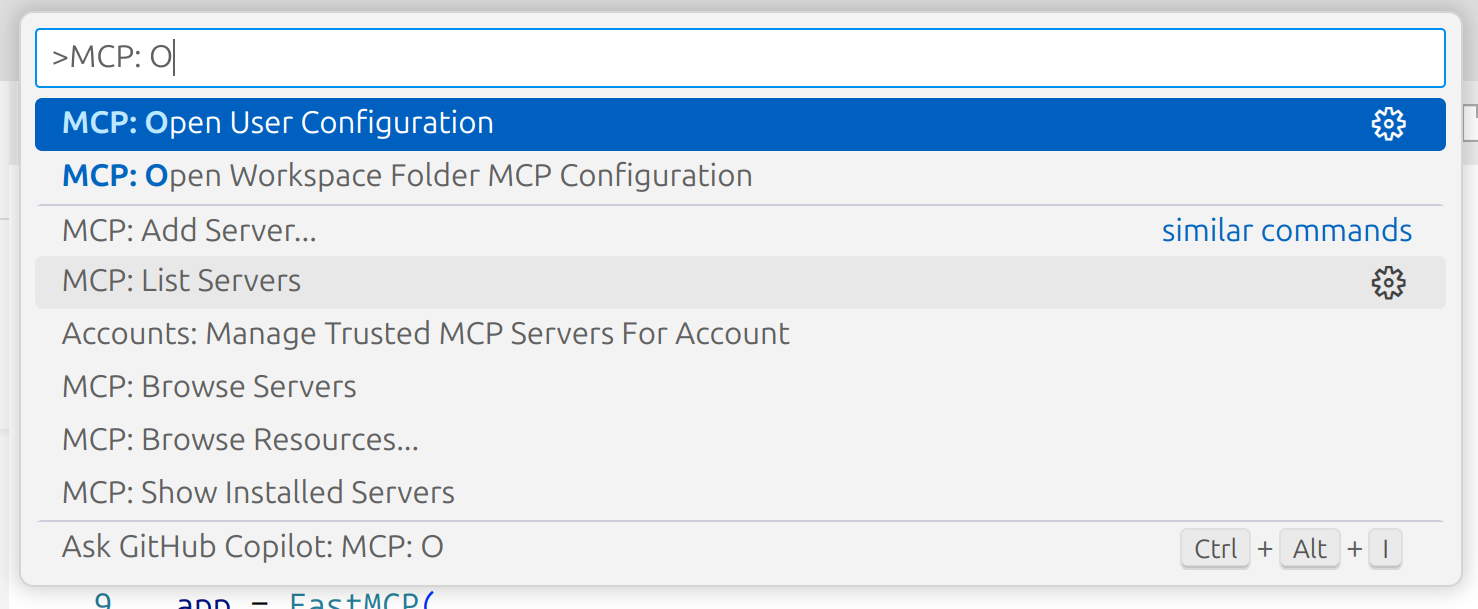 >MCP: O
MCP: Open User Configuration
MCP: Open Workspace Folder MCP Configuration
MCP: Add Server... similar commands
MCP: List Servers
Accounts: Manage Trusted MCP Servers For Account
MCP: Browse Servers
MCP: Browse Resources...
MCP: Show Installed Servers
Ask GitHub Copilot: MCP: O Ctrl + Alt + I
9 app = FastMCP(